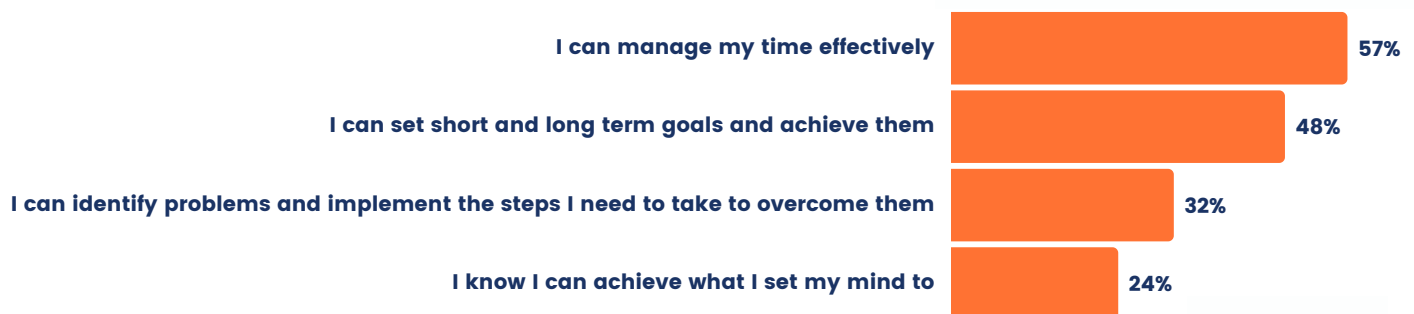 I can manage my time effectively 57%
I can set short and long term goals and achieve them 48%
I can identify problems and implement the steps I need to take to overcome them 32%
I know I can achieve what I set my mind to 24%